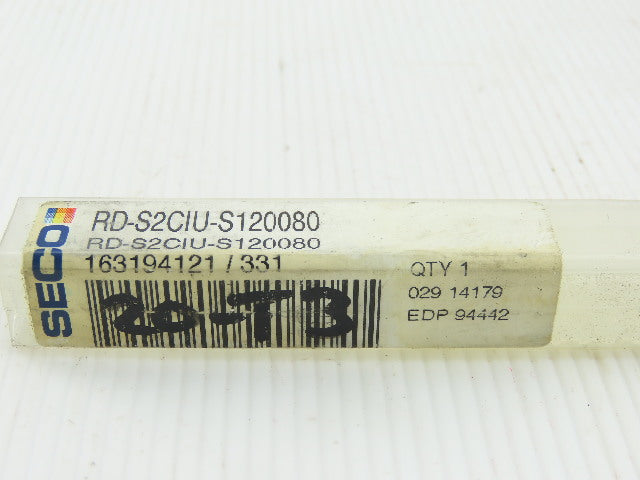 SECO
RD-S2CIU-S120080
RD-S2CIU-S120080
163194121 / 331
20-T3
QTY 1
029 14179
EDP 94442